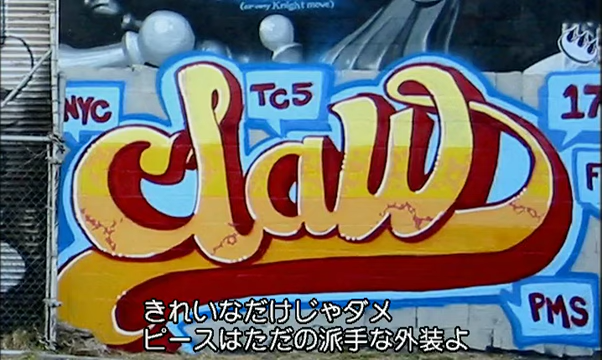 (or any Knight move)
NYC
TC5
17
claw
F
PMS
きれいなだけじゃダメ
ピースはただの派手な外装よ